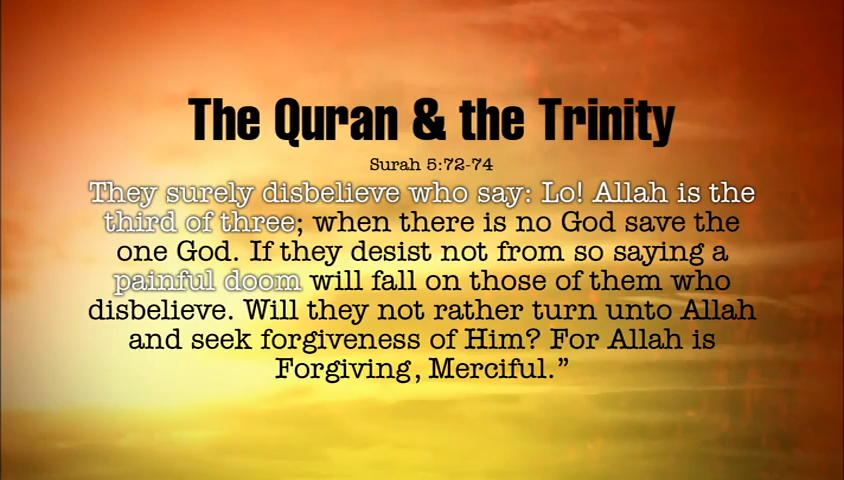 The Quran & the Trinity
Surah 5:72-74
They surely disbelieve who say: Lo! Allah is the
third of three; when there is no God save the
one God. If they desist not from so saying a
painful doom will fall on those of them who
disbelieve. Will they not rather turn unto Allah
and seek forgiveness of Him? For Allah is
Forgiving, Merciful.”